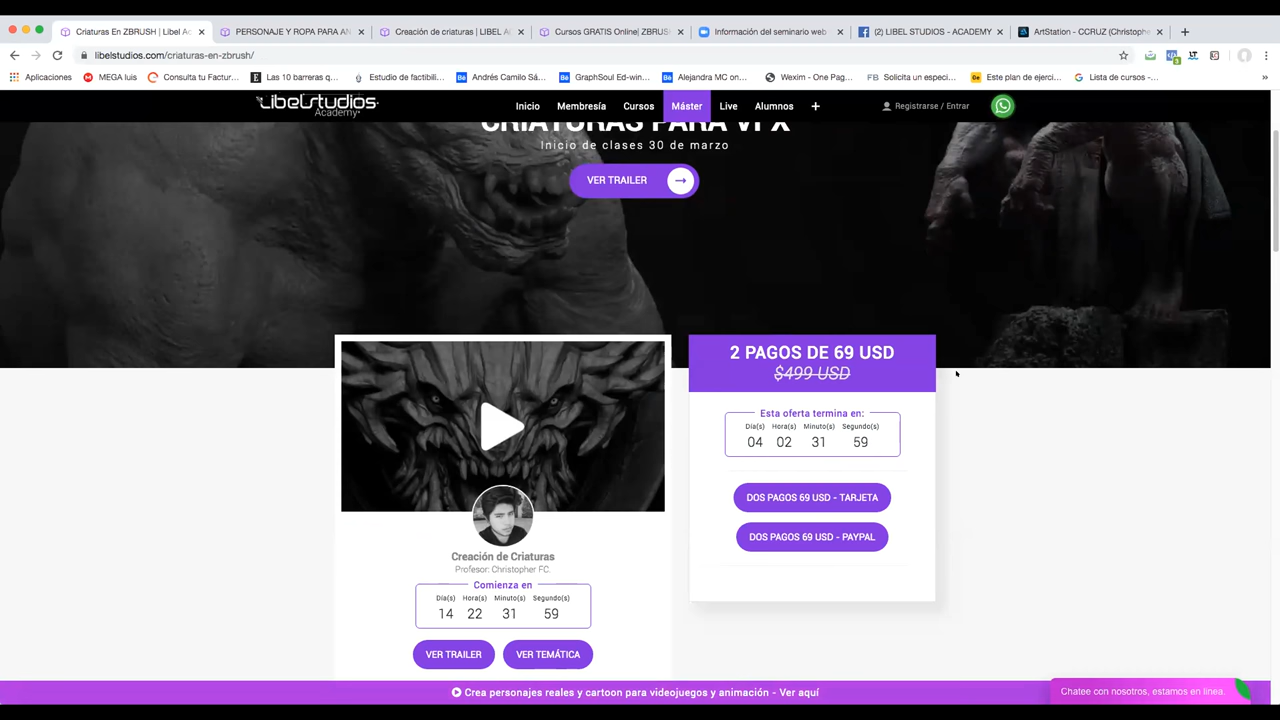 Criaturas En ZBRUSH | Libel Ac
PERSONAJE Y ROPA PARA AN
Creación de criaturas | LIBEL A
Cursos GRATIS Online| ZBRUS
Información del seminario web
(2) LIBEL STUDIOS - ACADEMY
ArtStation - CCRUZ (Christophe
libelstudios.com/criaturas-en-zbrush/
Aplicaciones
MEGA luis
Consulta tu Factur...
Las 10 barreras q...
Estudio de factibili...
Andrés Camilo Sá...
GraphSoul Ed-win...
Alejandra MC on...
Wexim - One Pag...
Solicita un especi...
Este plan de ejerci...
Lista de cursos -...
Libelstudios
Academy
Inicio
Membresía
Cursos
Máster
Live
Alumnos
Registrarse / Entrar
CRIATURAS PARA VFX
Inicio de clases 30 de marzo
VER TRAILER
2 PAGOS DE 69 USD
$499 USD
Esta oferta termina en:
Día(s) Hora(s) Minuto(s) Segundo(s)
04 02 31 59
DOS PAGOS 69 USD - TARJETA
DOS PAGOS 69 USD - PAYPAL
Creación de Criaturas
Profesor: Christopher FC.
Comienza en
Día(s) Hora(s) Minuto(s) Segundo(s)
14 22 31 59
VER TRAILER
VER TEMÁTICA
Crea personajes reales y cartoon para videojuegos y animación - Ver aquí
Chatee con nosotros, estamos en línea.